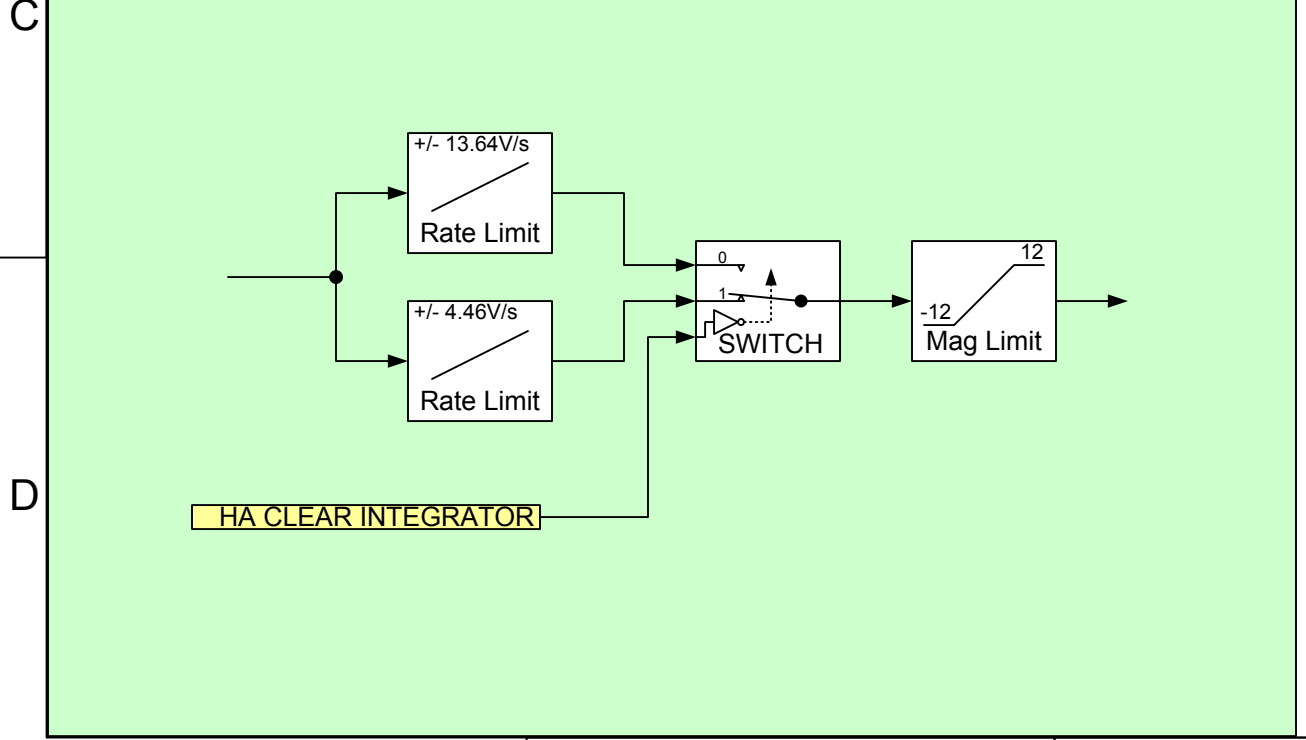 C
+/- 13.64V/s
Rate Limit
+/- 4.46V/s
Rate Limit
0
1
SWITCH
12
-12
Mag Limit
D
HA CLEAR INTEGRATOR